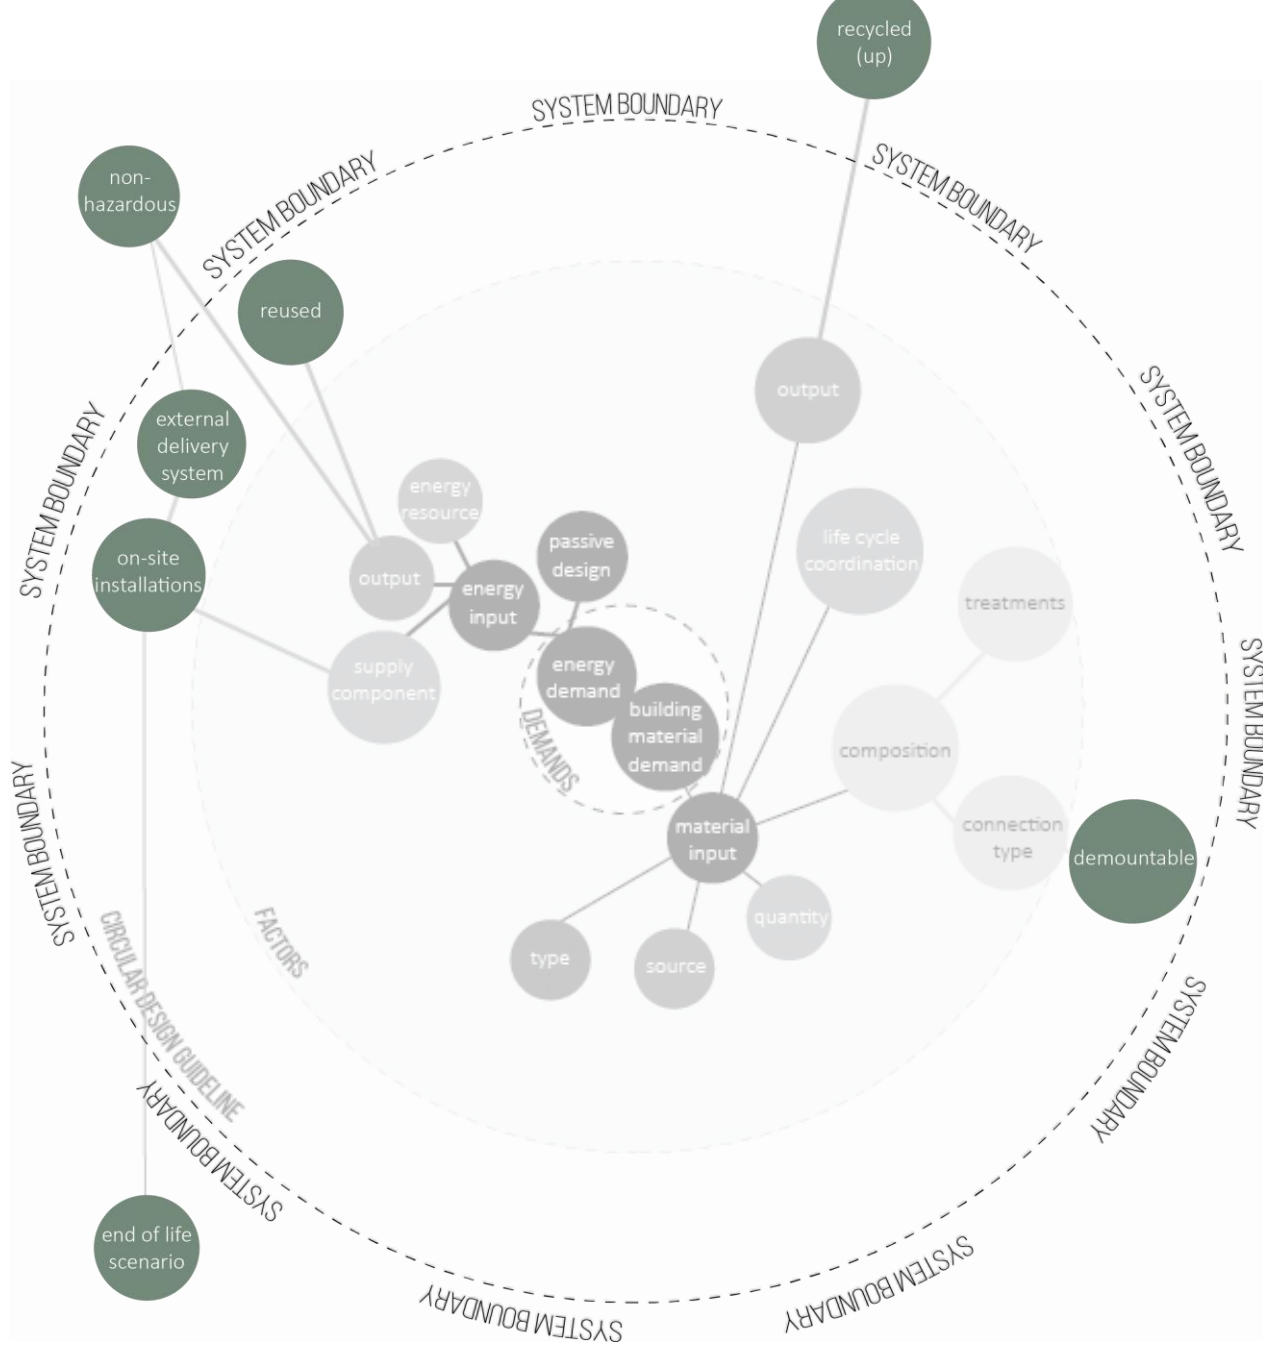 recycled
(up)
SYSTEM BOUNDARY
SYSTEM BOUNDARY
SYSTEM BOUNDARY
non-
hazardous
reused
output
external
delivery
system
SYSTEM BOUNDARY
SYSTEM BOUNDARY
energy
resource
passive
design
life cycle
coordination
on-site
installations
output
energy
input
treatments
supply
component
energy
demand
building
material
demand
DEMANDS
composition
SYSTEM BOUNDARY
SYSTEM BOUNDARY
material
input
connection
type
demountable
quantity
type
source
FACTORS
CIRCULAR DESIGN GUIDELINE
SYSTEM BOUNDARY
SYSTEM BOUNDARY
end of life
scenario
SYSTEM BOUNDARY
SYSTEM BOUNDARY